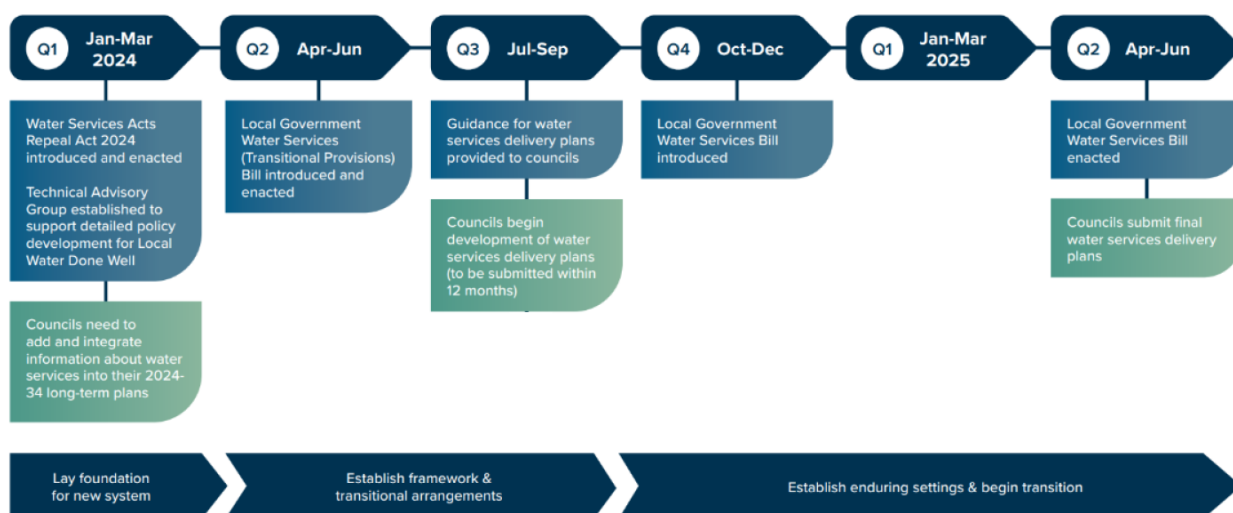 Q1
Jan-Mar
2024
Q2
Apr-Jun
Q3
Jul-Sep
Q4
Oct-Dec
Q1
Jan-Mar
2025
Q2
Apr-Jun
Water Services Acts
Repeal Act 2024
introduced and enacted
Technical Advisory
Group established to
support detailed policy
development for Local
Water Done Well
Councils need to
add and integrate
information about water
services into their 2024-
34 long-term plans
Local Government
Water Services
(Transitional Provisions)
Bill introduced and
enacted
Guidance for water
services delivery plans
provided to councils
Councils begin
development of water
services delivery plans
(to be submitted within
12 months)
Local Government
Water Services Bill
introduced
Local Government
Water Services Bill
enacted
Councils submit final
water services delivery
plans
Lay foundation
for new system
Establish framework &
transitional arrangements
Establish enduring settings & begin transition